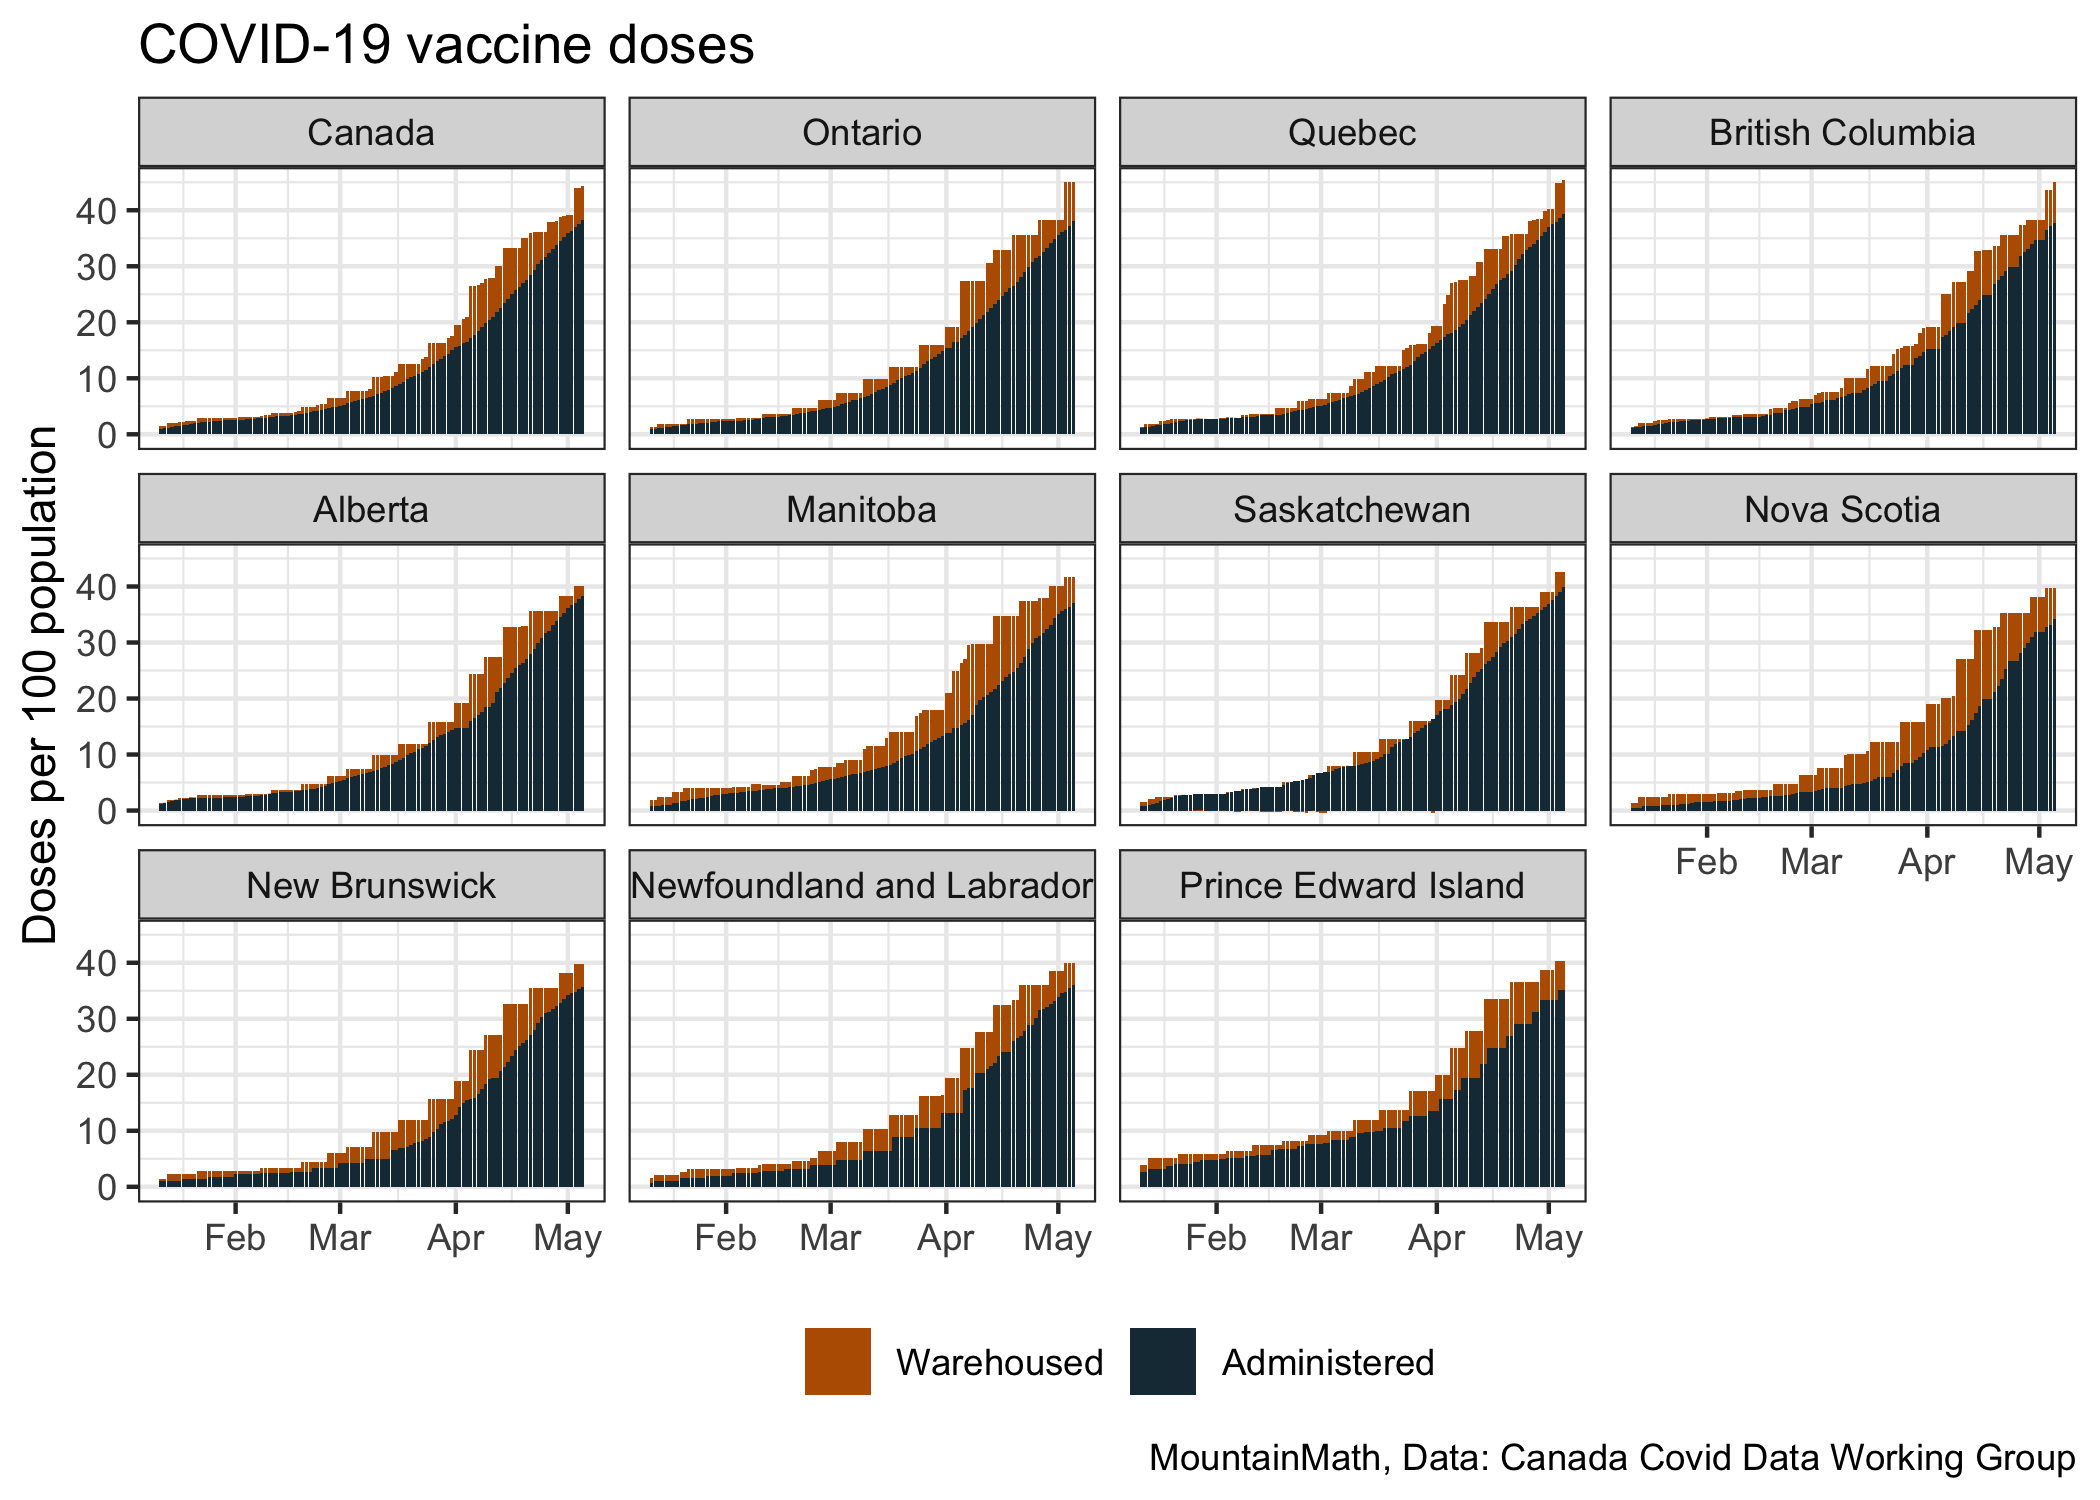 COVID-19 vaccine doses
Canada
Ontario
Quebec
British Columbia
40
30
20
10
0
Alberta
Manitoba
Saskatchewan
Nova Scotia
40
30
20
10
0
Feb Mar Apr May
New Brunswick
Newfoundland and Labrador
Prince Edward Island
40
30
20
10
0
Feb Mar Apr May
Feb Mar Apr May
Feb Mar Apr May
Doses per 100 population
Warehoused
Administered
MountainMath, Data: Canada Covid Data Working Group